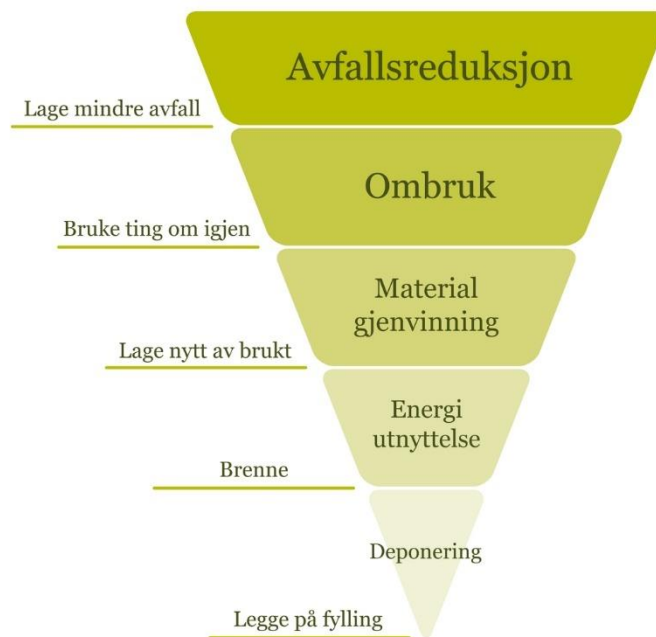 Avfallsreduksjon
Lage mindre avfall
Ombruk
Bruke ting om igjen
Material
gjenvinning
Lage nytt av brukt
Energi
utnyttelse
Brenne
Deponering
Legge på fylling